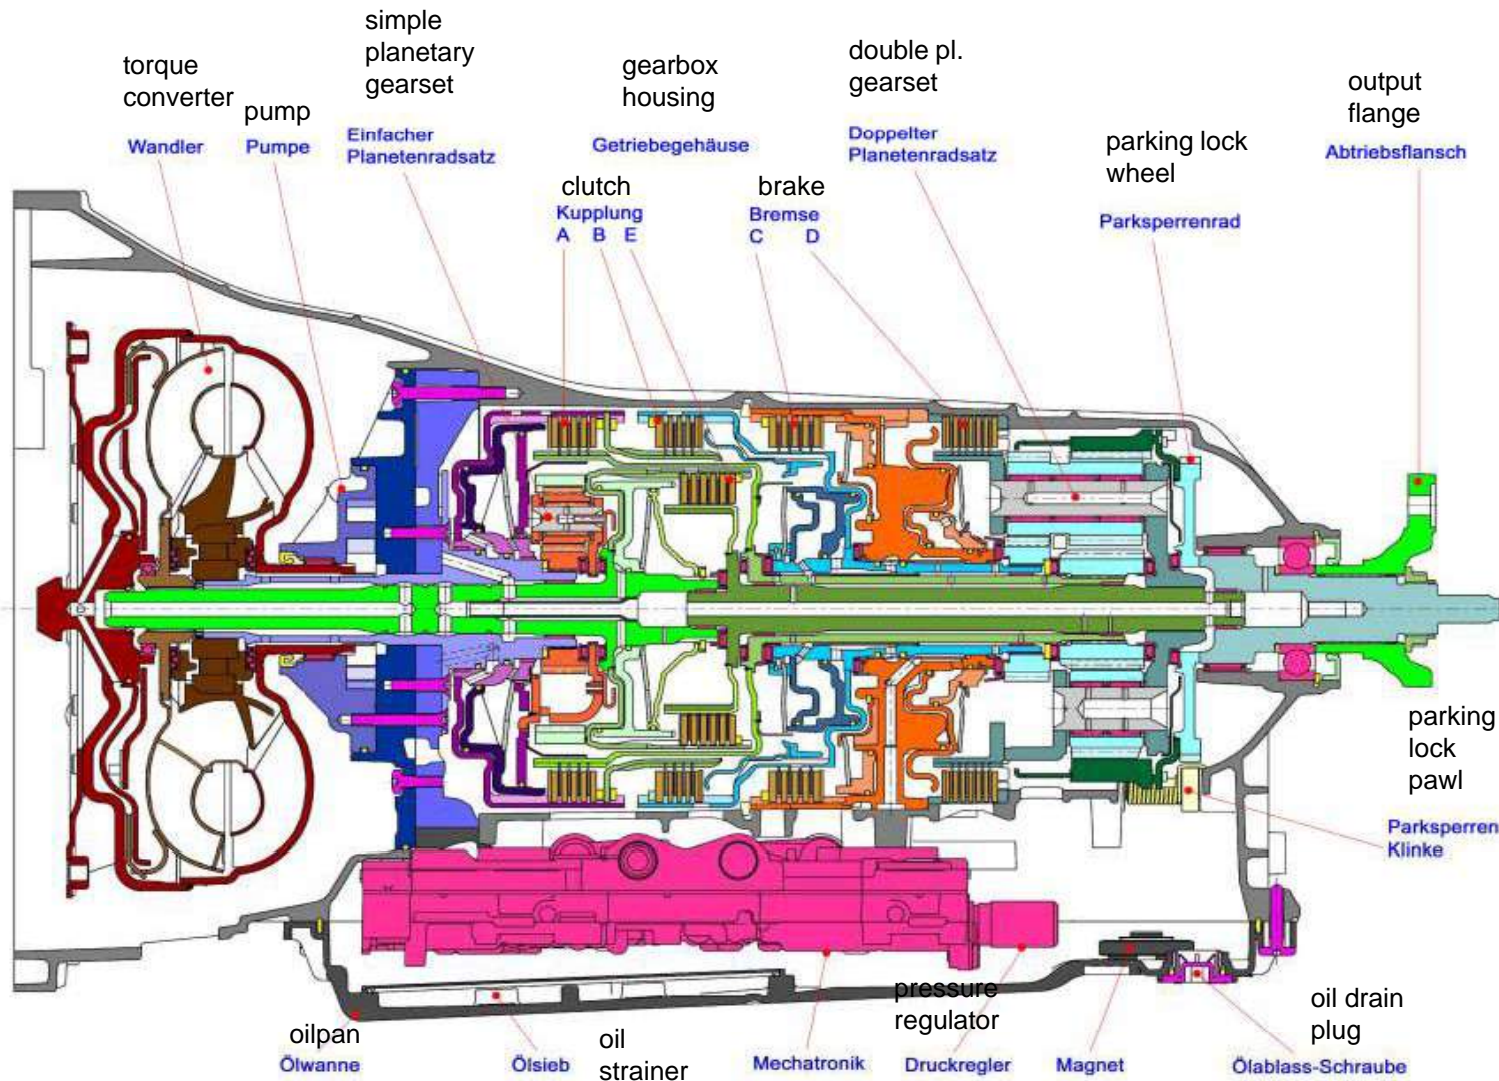 simple
planetary
gearset
torque
converter
pump
gearbox
housing
double pl.
gearset
output
flange
Wandler
Pumpe
Einfacher
Planetenradsatz
Getriebegehäuse
Doppelter
Planetenradsatz
parking lock
wheel
Abtriebsflansch
clutch
Kupplung
A B E
brake
Bremse
C D
Parksperrenrad
parking
lock
pawl
Parksperren
Klinke
oilpan
Ölwanne
Ölsieb
oil
strainer
Mechatronik
pressure
regulator
Druckregler
Magnet
oil drain
plug
Ölablass-Schraube